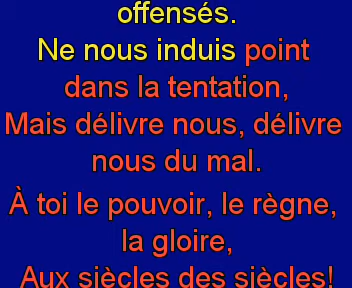 offensés.
Ne nous induis point
dans la tentation,
Mais délivre nous, délivre
nous du mal.
À toi le pouvoir, le règne,
la gloire,
Aux siècles des siècles!